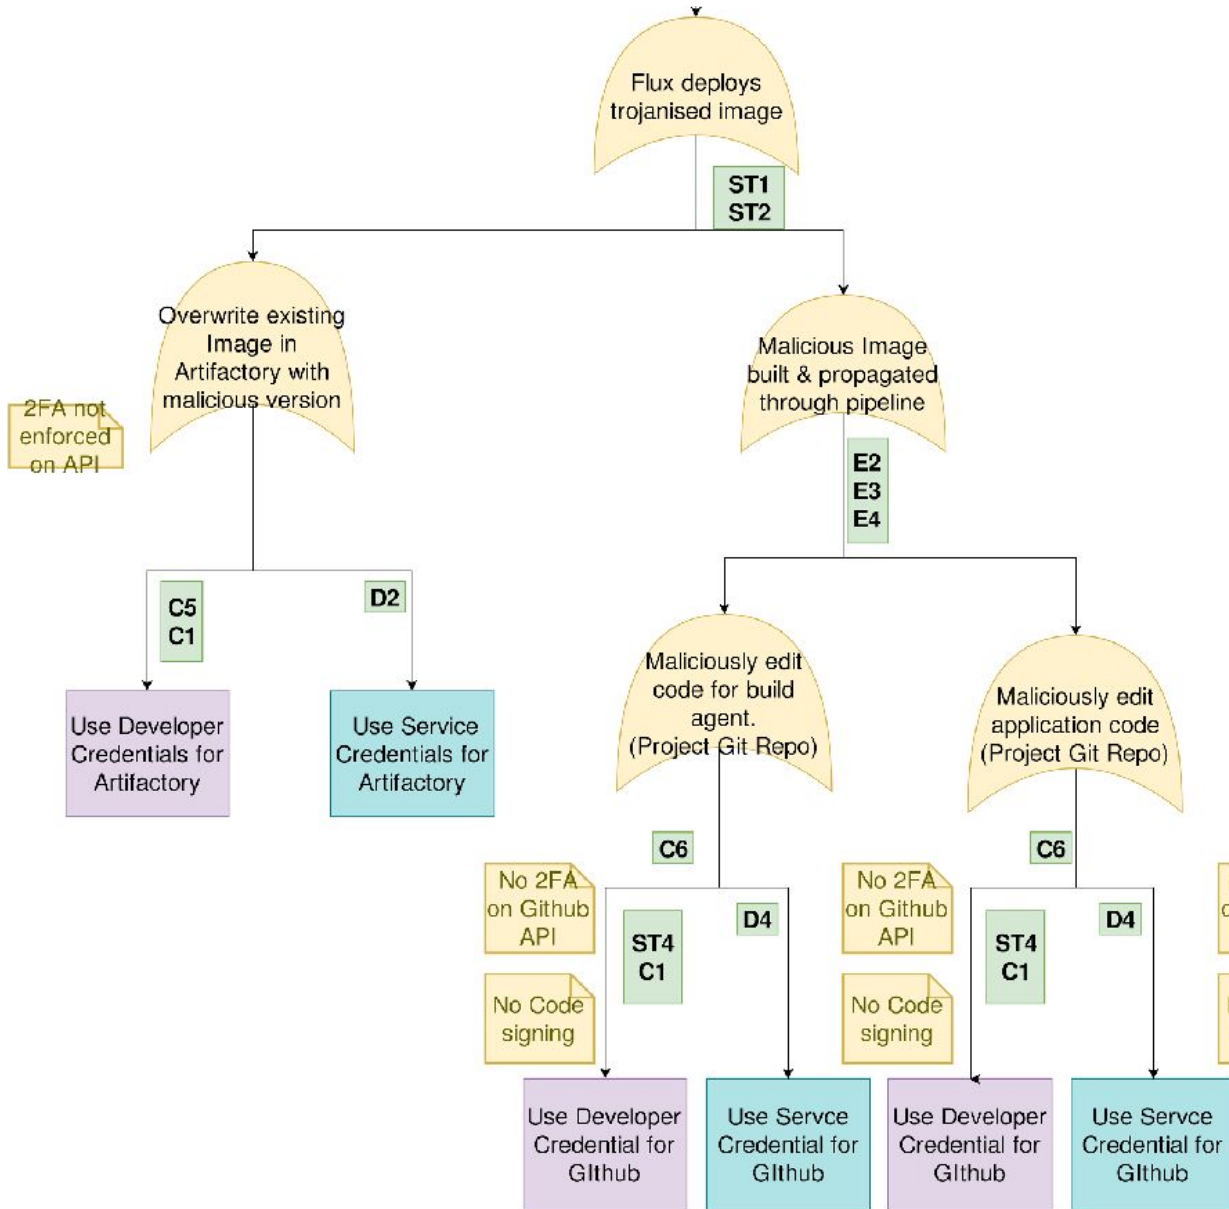 Flux deploys
trojanised image
ST1
ST2
Overwrite existing
Image in
Artifactory with
malicious version
Malicious Image
built & propagated
through pipeline
2FA not
enforced
on API
E2
E3
E4
C5
C1
D2
Maliciously edit
code for build
agent.
(Project Git Repo)
Maliciously edit
application code
(Project Git Repo)
Use Developer
Credentials for
Artifactory
Use Service
Credentials for
Artifactory
C6
C6
No 2FA
on Github
API
ST4
C1
D4
No 2FA
on Github
API
ST4
C1
D4
No Code
signing
No Code
signing
Use Developer
Credential for
GIthub
Use Servce
Credential for
GIthub
Use Developer
Credential for
GIthub
Use Servce
Credential for
GIthub